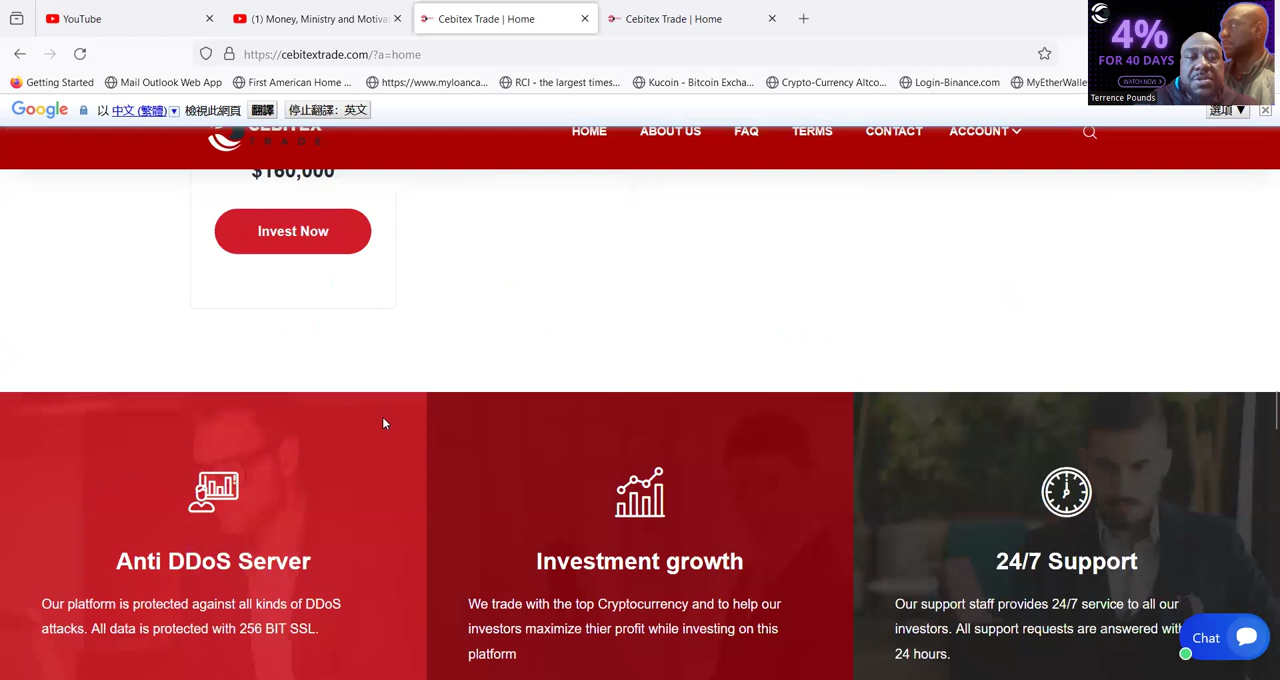 YouTube
(1) Money, Ministry and Motiva
Cebitex Trade | Home
Cebitex Trade | Home
https://cebitextrade.com/?a=home
Getting Started
Mail Outlook Web App
First American Home ...
https://www.myloanca...
RCI - the largest times...
Kucoin - Bitcoin Excha...
Crypto-Currency Altco...
Login-Binance.com
MyEtherWalle
4%
FOR 40 DAYS
WATCH NOW
Terrence Pounds
Google 以 中文 (繁體) 檢視此網頁 翻譯 停止翻譯：英文 選項 ▼
CEBITEX
TRADE
HOME ABOUT US FAQ TERMS CONTACT ACCOUNT
$160,000
Invest Now
Anti DDoS Server
Our platform is protected against all kinds of DDoS
attacks. All data is protected with 256 BIT SSL.
Investment growth
We trade with the top Cryptocurrency and to help our
investors maximize thier profit while investing on this
platform
24/7 Support
Our support staff provides 24/7 service to all our
investors. All support requests are answered with
24 hours.
Chat